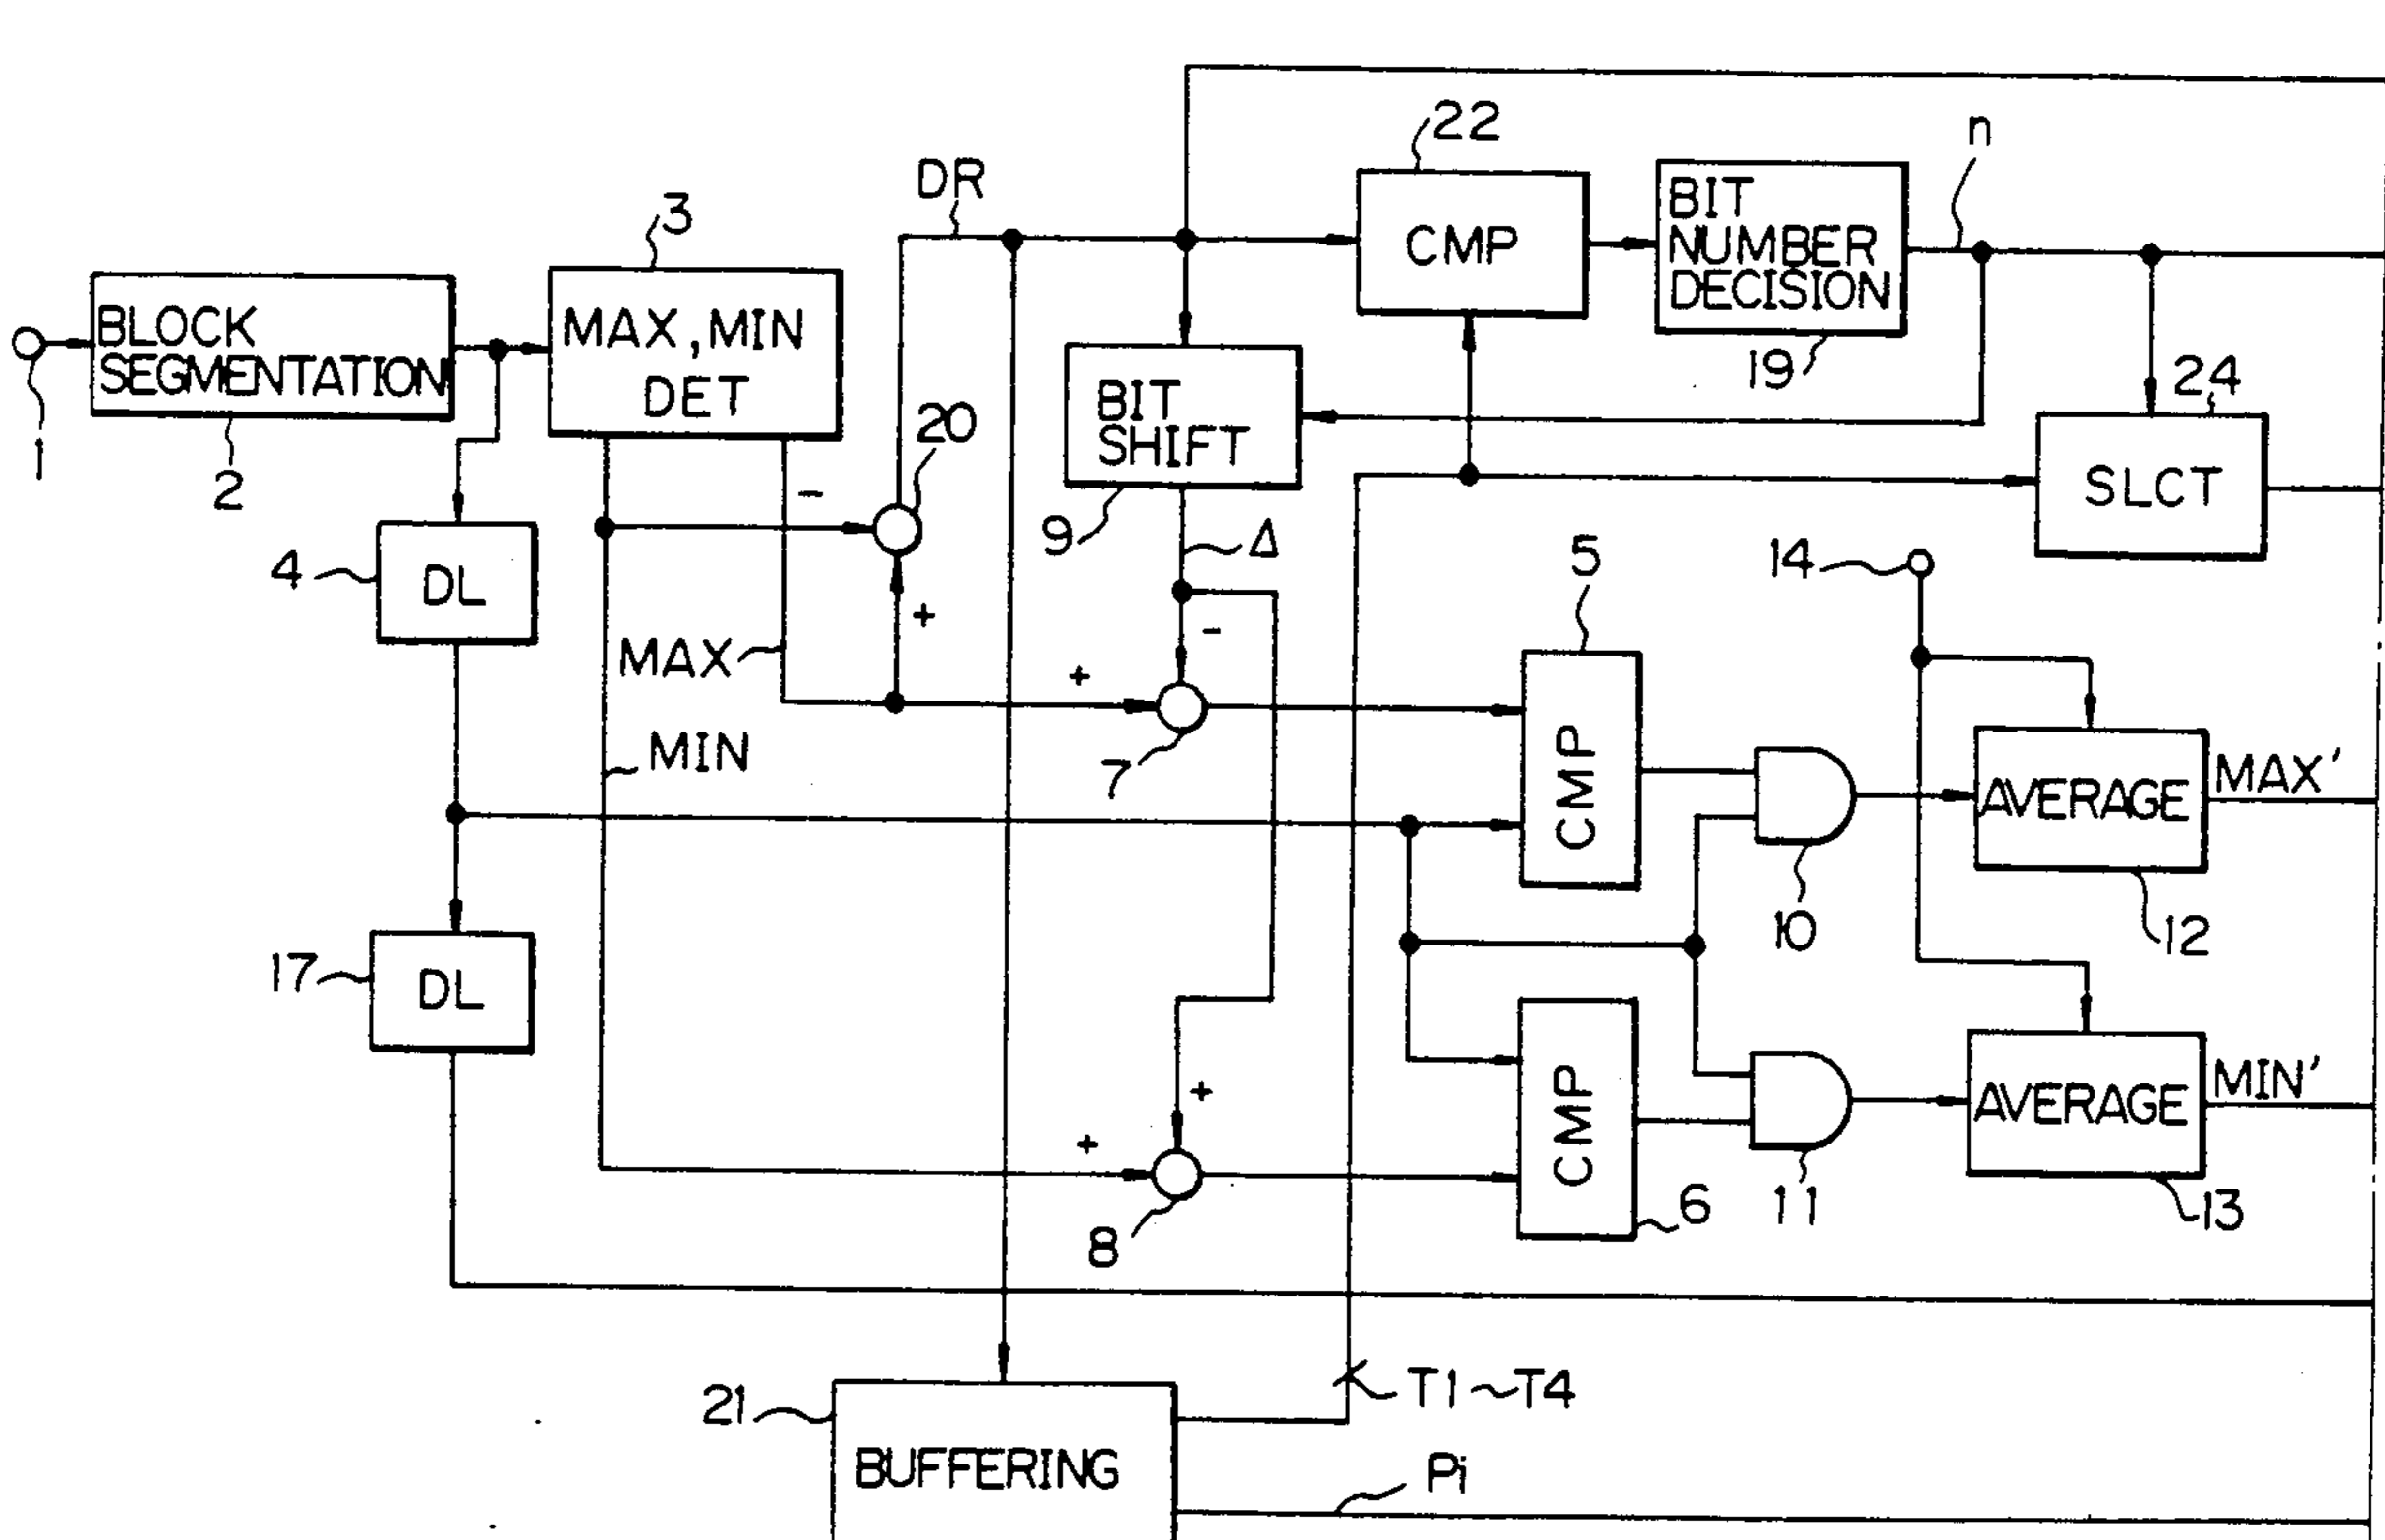 22
n
DR
3
CMP
BIT
NUMBER
DECISION
BLOCK
SEGMENTATION
MAX, MIN
DET
19
24
1
2
20
BIT
SHIFT
SLCT
-
9
Δ
14
5
4
DL
+
-
MAX
+
7
MIN
CMP
AVERAGE
MAX'
10
12
17
DL
CMP
AVERAGE
MIN'
+
+
8
6
11
13
21
T1~T4
BUFFERING
Pi